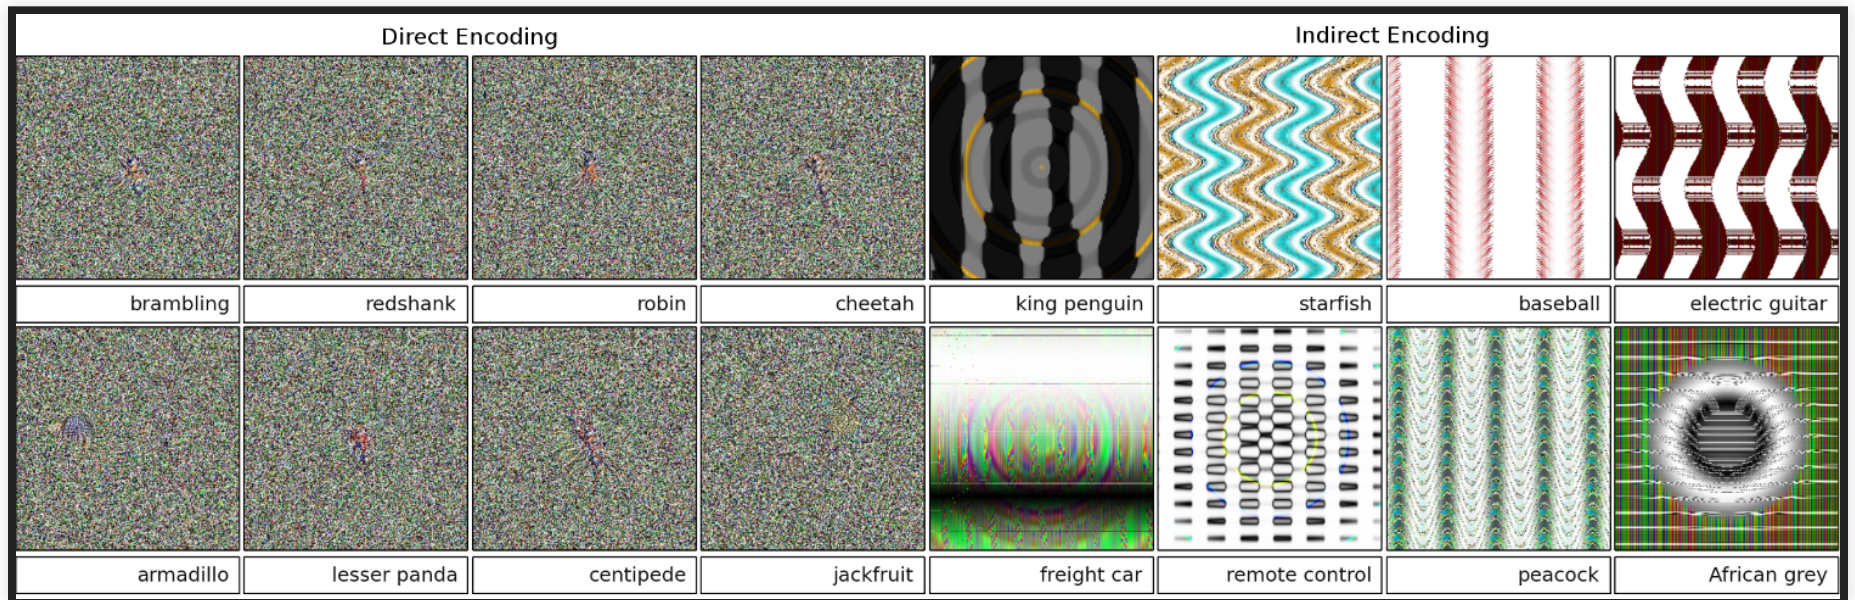 Direct Encoding Indirect Encoding
brambling redshank robin cheetah king penguin starfish baseball electric guitar
armadillo lesser panda centipede jackfruit freight car remote control peacock African grey